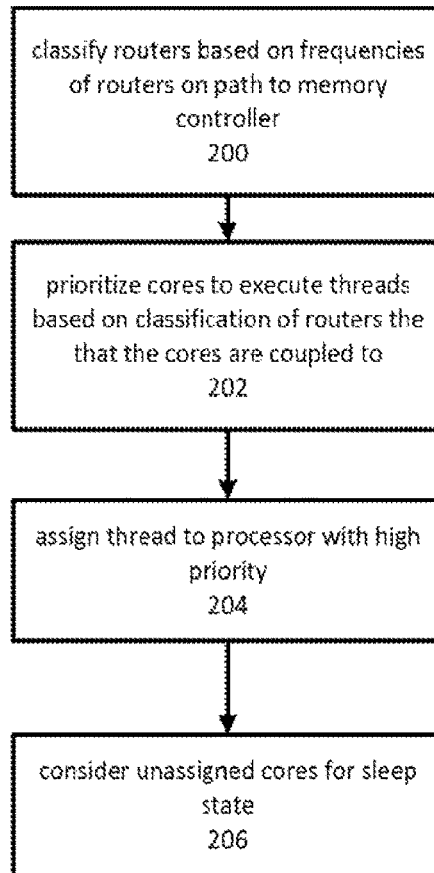 classify routers based on frequencies
of routers on path to memory
controller
200
prioritize cores to execute threads
based on classification of routers the
that the cores are coupled to
202
assign thread to processor with high
priority
204
consider unassigned cores for sleep
state
206